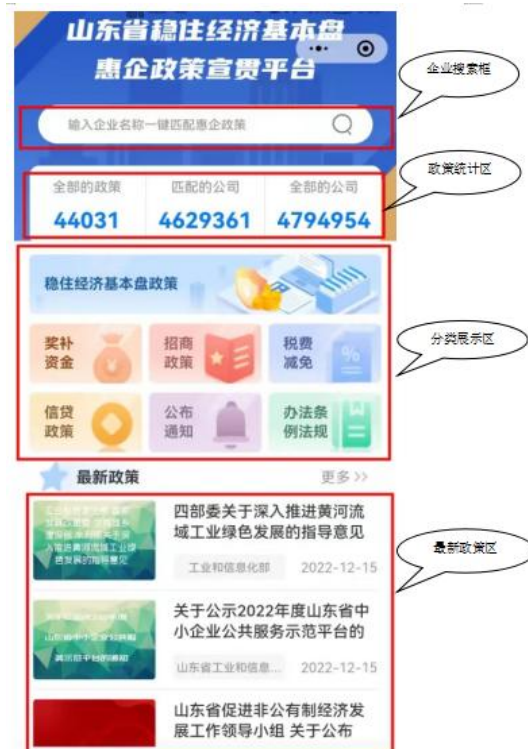 山东省稳住经济基本盘
惠企政策宣贯平台
企业搜索框
输入企业名称一键匹配惠企政策
政策统计区
全部的政策 匹配的公司 全部的公司
44031 4629361 4794954
稳住经济基本盘政策
分类展示区
奖补
资金
招商
政策
税费
减免
%
信贷
政策
公布
通知
办法条
例法规
最新政策 更多>>
四部委关于深入推进黄河流
域工业绿色发展的指导意见
工业和信息化部 2022-12-15
最新政策区
关于公示2022年度山东省中
小企业公共服务示范平台的
山东省工业和信息... 2022-12-15
山东省促进非公有制经济发
展工作领导小组 关于公布